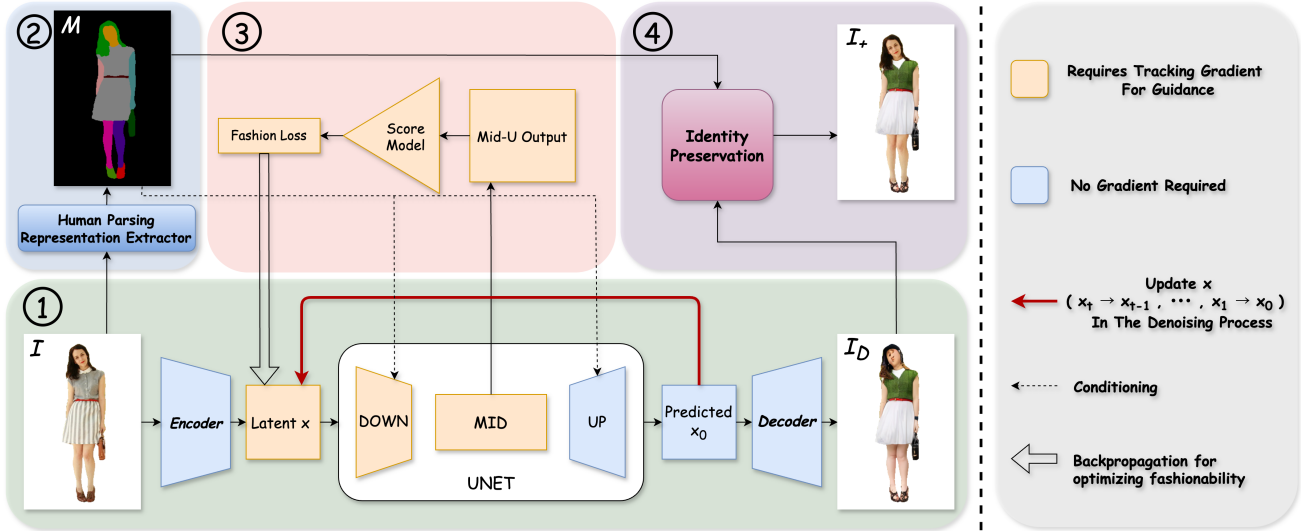 2
M
3
4
I+
Fashion Loss
Score
Model
Mid-U Output
Identity
Preservation
Human Parsing
Representation Extractor
1
I
Encoder
Latent x
DOWN
MID
UP
UNET
Predicted
x0
Decoder
ID
Requires Tracking Gradient
For Guidance
No Gradient Required
Update x
( xt → xt-1 , ··· , x1 → x0 )
In The Denoising Process
Conditioning
Backpropagation for
optimizing fashionability